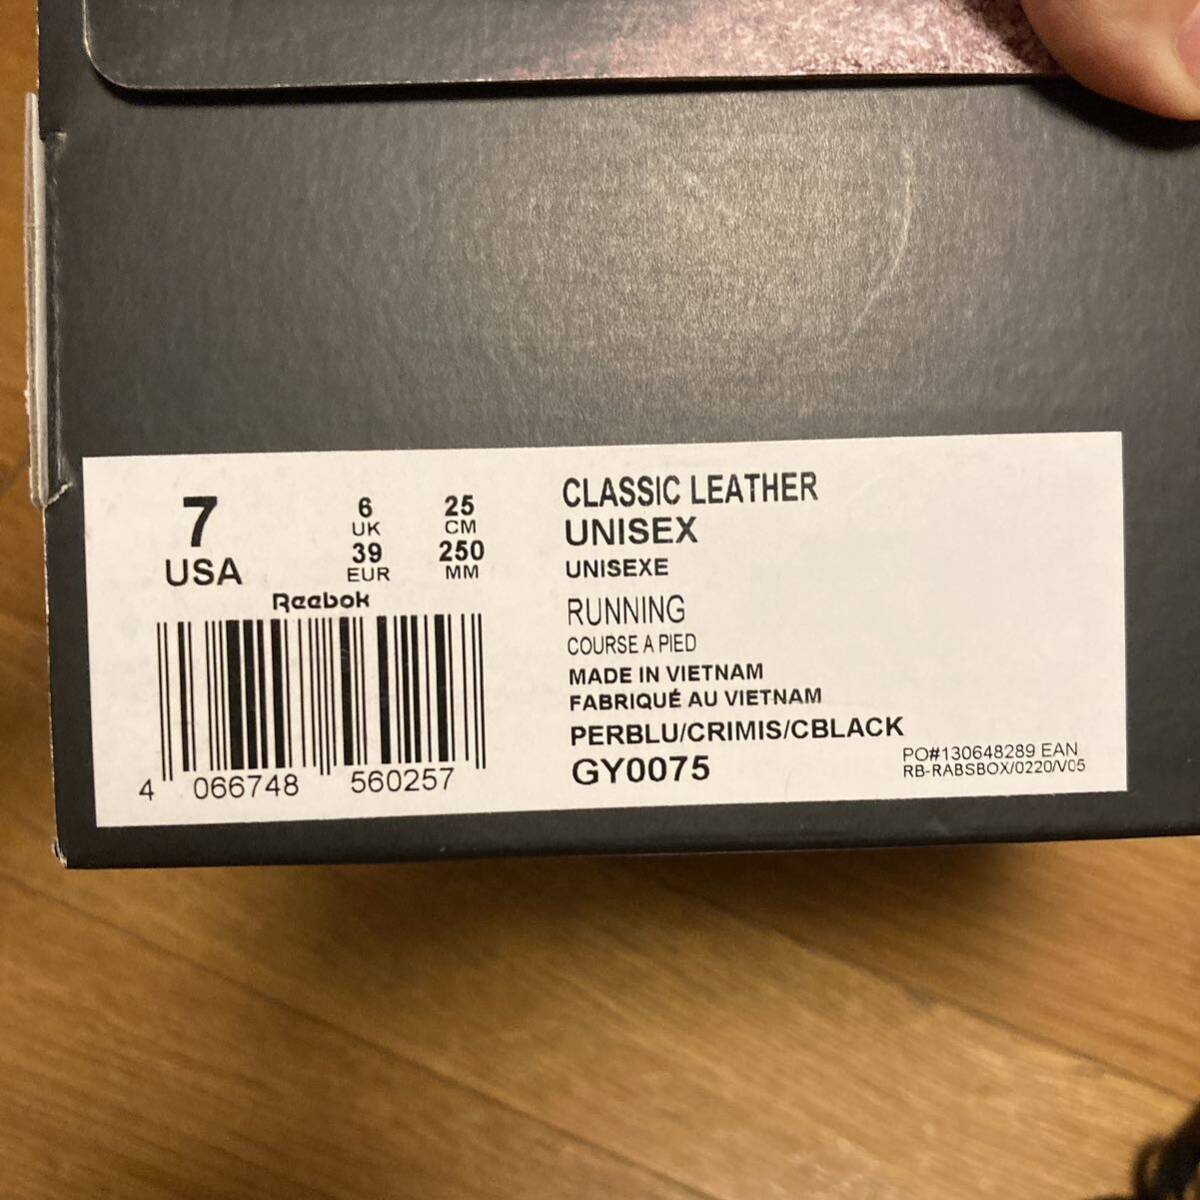 7
USA
6
UK
39
EUR
25
CM
250
MM
Reebok
4 066748 560257
CLASSIC LEATHER
UNISEX
UNISEXE
RUNNING
COURSE A PIED
MADE IN VIETNAM
FABRIQUÉ AU VIETNAM
PERBLU/CRIMIS/CBLACK
GY0075
PO#130648289 EAN
RB-RABSBOX/0220/V05